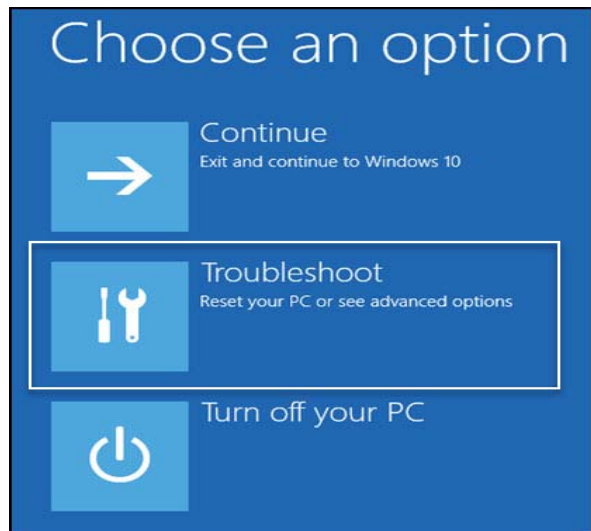 Choose an option
Continue
Exit and continue to Windows 10
Troubleshoot
Reset your PC or see advanced options
Turn off your PC